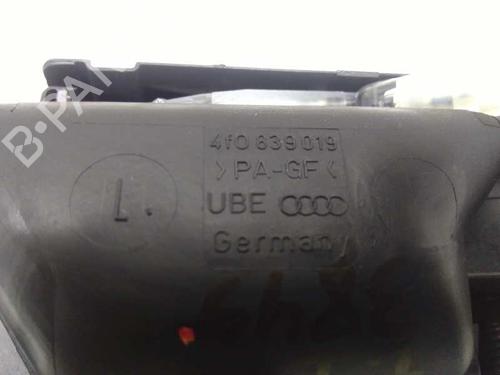 4f0 839 019
>PA-GF<
UBE
Germany
L.
B-PARTS